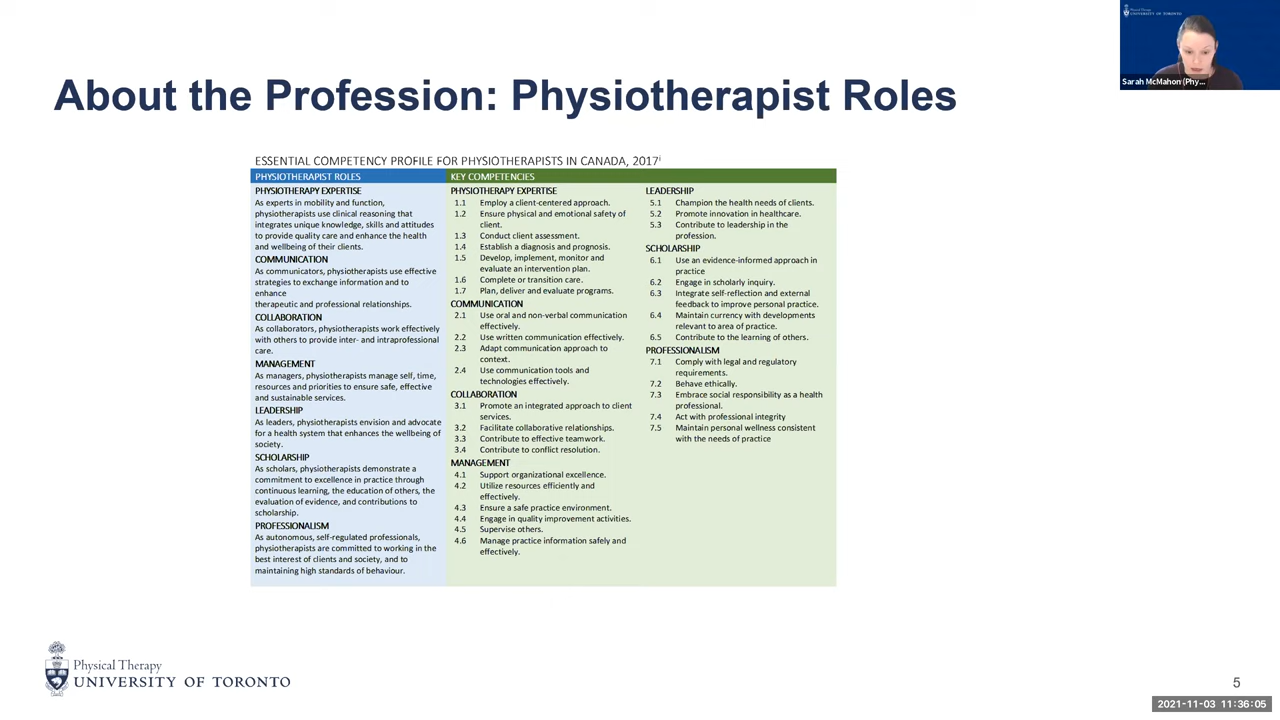 Physical Therapy
UNIVERSITY OF TORONTO
Sarah McMahon (Phy...
About the Profession: Physiotherapist Roles
ESSENTIAL COMPETENCY PROFILE FOR PHYSIOTHERAPISTS IN CANADA, 2017i
PHYSIOTHERAPIST ROLES
PHYSIOTHERAPY EXPERTISE
As experts in mobility and function,
physiotherapists use clinical reasoning that
integrates unique knowledge, skills and attitudes
to provide quality care and enhance the health
and wellbeing of their clients.
COMMUNICATION
As communicators, physiotherapists use effective
strategies to exchange information and to
enhance
therapeutic and professional relationships.
COLLABORATION
As collaborators, physiotherapists work effectively
with others to provide inter- and intraprofessional
care.
MANAGEMENT
As managers, physiotherapists manage self, time,
resources and priorities to ensure safe, effective
and sustainable services.
LEADERSHIP
As leaders, physiotherapists envision and advocate
for a health system that enhances the wellbeing of
society.
SCHOLARSHIP
As scholars, physiotherapists demonstrate a
commitment to excellence in practice through
continuous learning, the education of others, the
evaluation of evidence, and contributions to
scholarship.
PROFESSIONALISM
As autonomous, self-regulated professionals,
physiotherapists are committed to working in the
best interest of clients and society, and to
maintaining high standards of behaviour.
KEY COMPETENCIES
PHYSIOTHERAPY EXPERTISE
1.1 Employ a client-centered approach.
1.2 Ensure physical and emotional safety of
client.
1.3 Conduct client assessment.
1.4 Establish a diagnosis and prognosis.
1.5 Develop, implement, monitor and
evaluate an intervention plan.
1.6 Complete or transition care.
1.7 Plan, deliver and evaluate programs.
COMMUNICATION
2.1 Use oral and non-verbal communication
effectively.
2.2 Use written communication effectively.
2.3 Adapt communication approach to
context.
2.4 Use communication tools and
technologies effectively.
COLLABORATION
3.1 Promote an integrated approach to client
services.
3.2 Facilitate collaborative relationships.
3.3 Contribute to effective teamwork.
3.4 Contribute to conflict resolution.
MANAGEMENT
4.1 Support organizational excellence.
4.2 Utilize resources efficiently and
effectively.
4.3 Ensure a safe practice environment.
4.4 Engage in quality improvement activities.
4.5 Supervise others.
4.6 Manage practice information safely and
effectively.
LEADERSHIP
5.1 Champion the health needs of clients.
5.2 Promote innovation in healthcare.
5.3 Contribute to leadership in the
profession.
SCHOLARSHIP
6.1 Use an evidence-informed approach in
practice
6.2 Engage in scholarly inquiry.
6.3 Integrate self-reflection and external
feedback to improve personal practice.
6.4 Maintain currency with developments
relevant to area of practice.
6.5 Contribute to the learning of others.
PROFESSIONALISM
7.1 Comply with legal and regulatory
requirements.
7.2 Behave ethically.
7.3 Embrace social responsibility as a health
professional.
7.4 Act with professional integrity
7.5 Maintain personal wellness consistent
with the needs of practice
Physical Therapy
UNIVERSITY OF TORONTO
5
2021-11-03 11:36:05